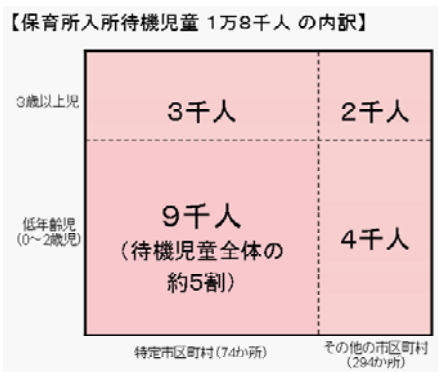 【保育所入所待機児童 1万8千人 の内訳】
3歳以上児
3千人
2千人
低年齢児
(0～2歳児)
9千人
(待機児童全体の
約5割)
4千人
特定市区町村(74か所)
その他の市区町村
(294か所)